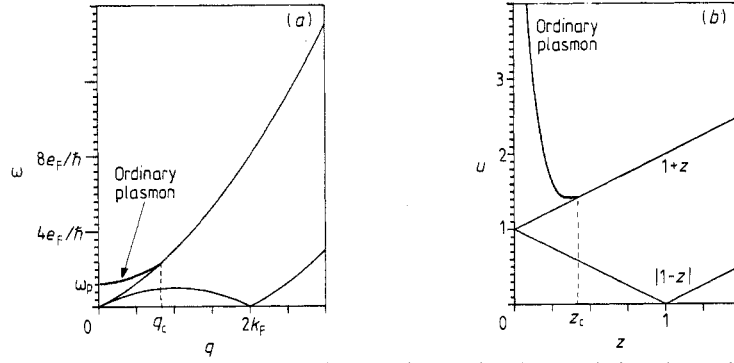 (a)
ω
8e_F/ħ
4e_F/ħ
ω_p
0
Ordinary
plasmon
q_c
2k_F
q
(b)
Ordinary
plasmon
u
3
2
1
0
1+z
|1−z|
z_c
1
z